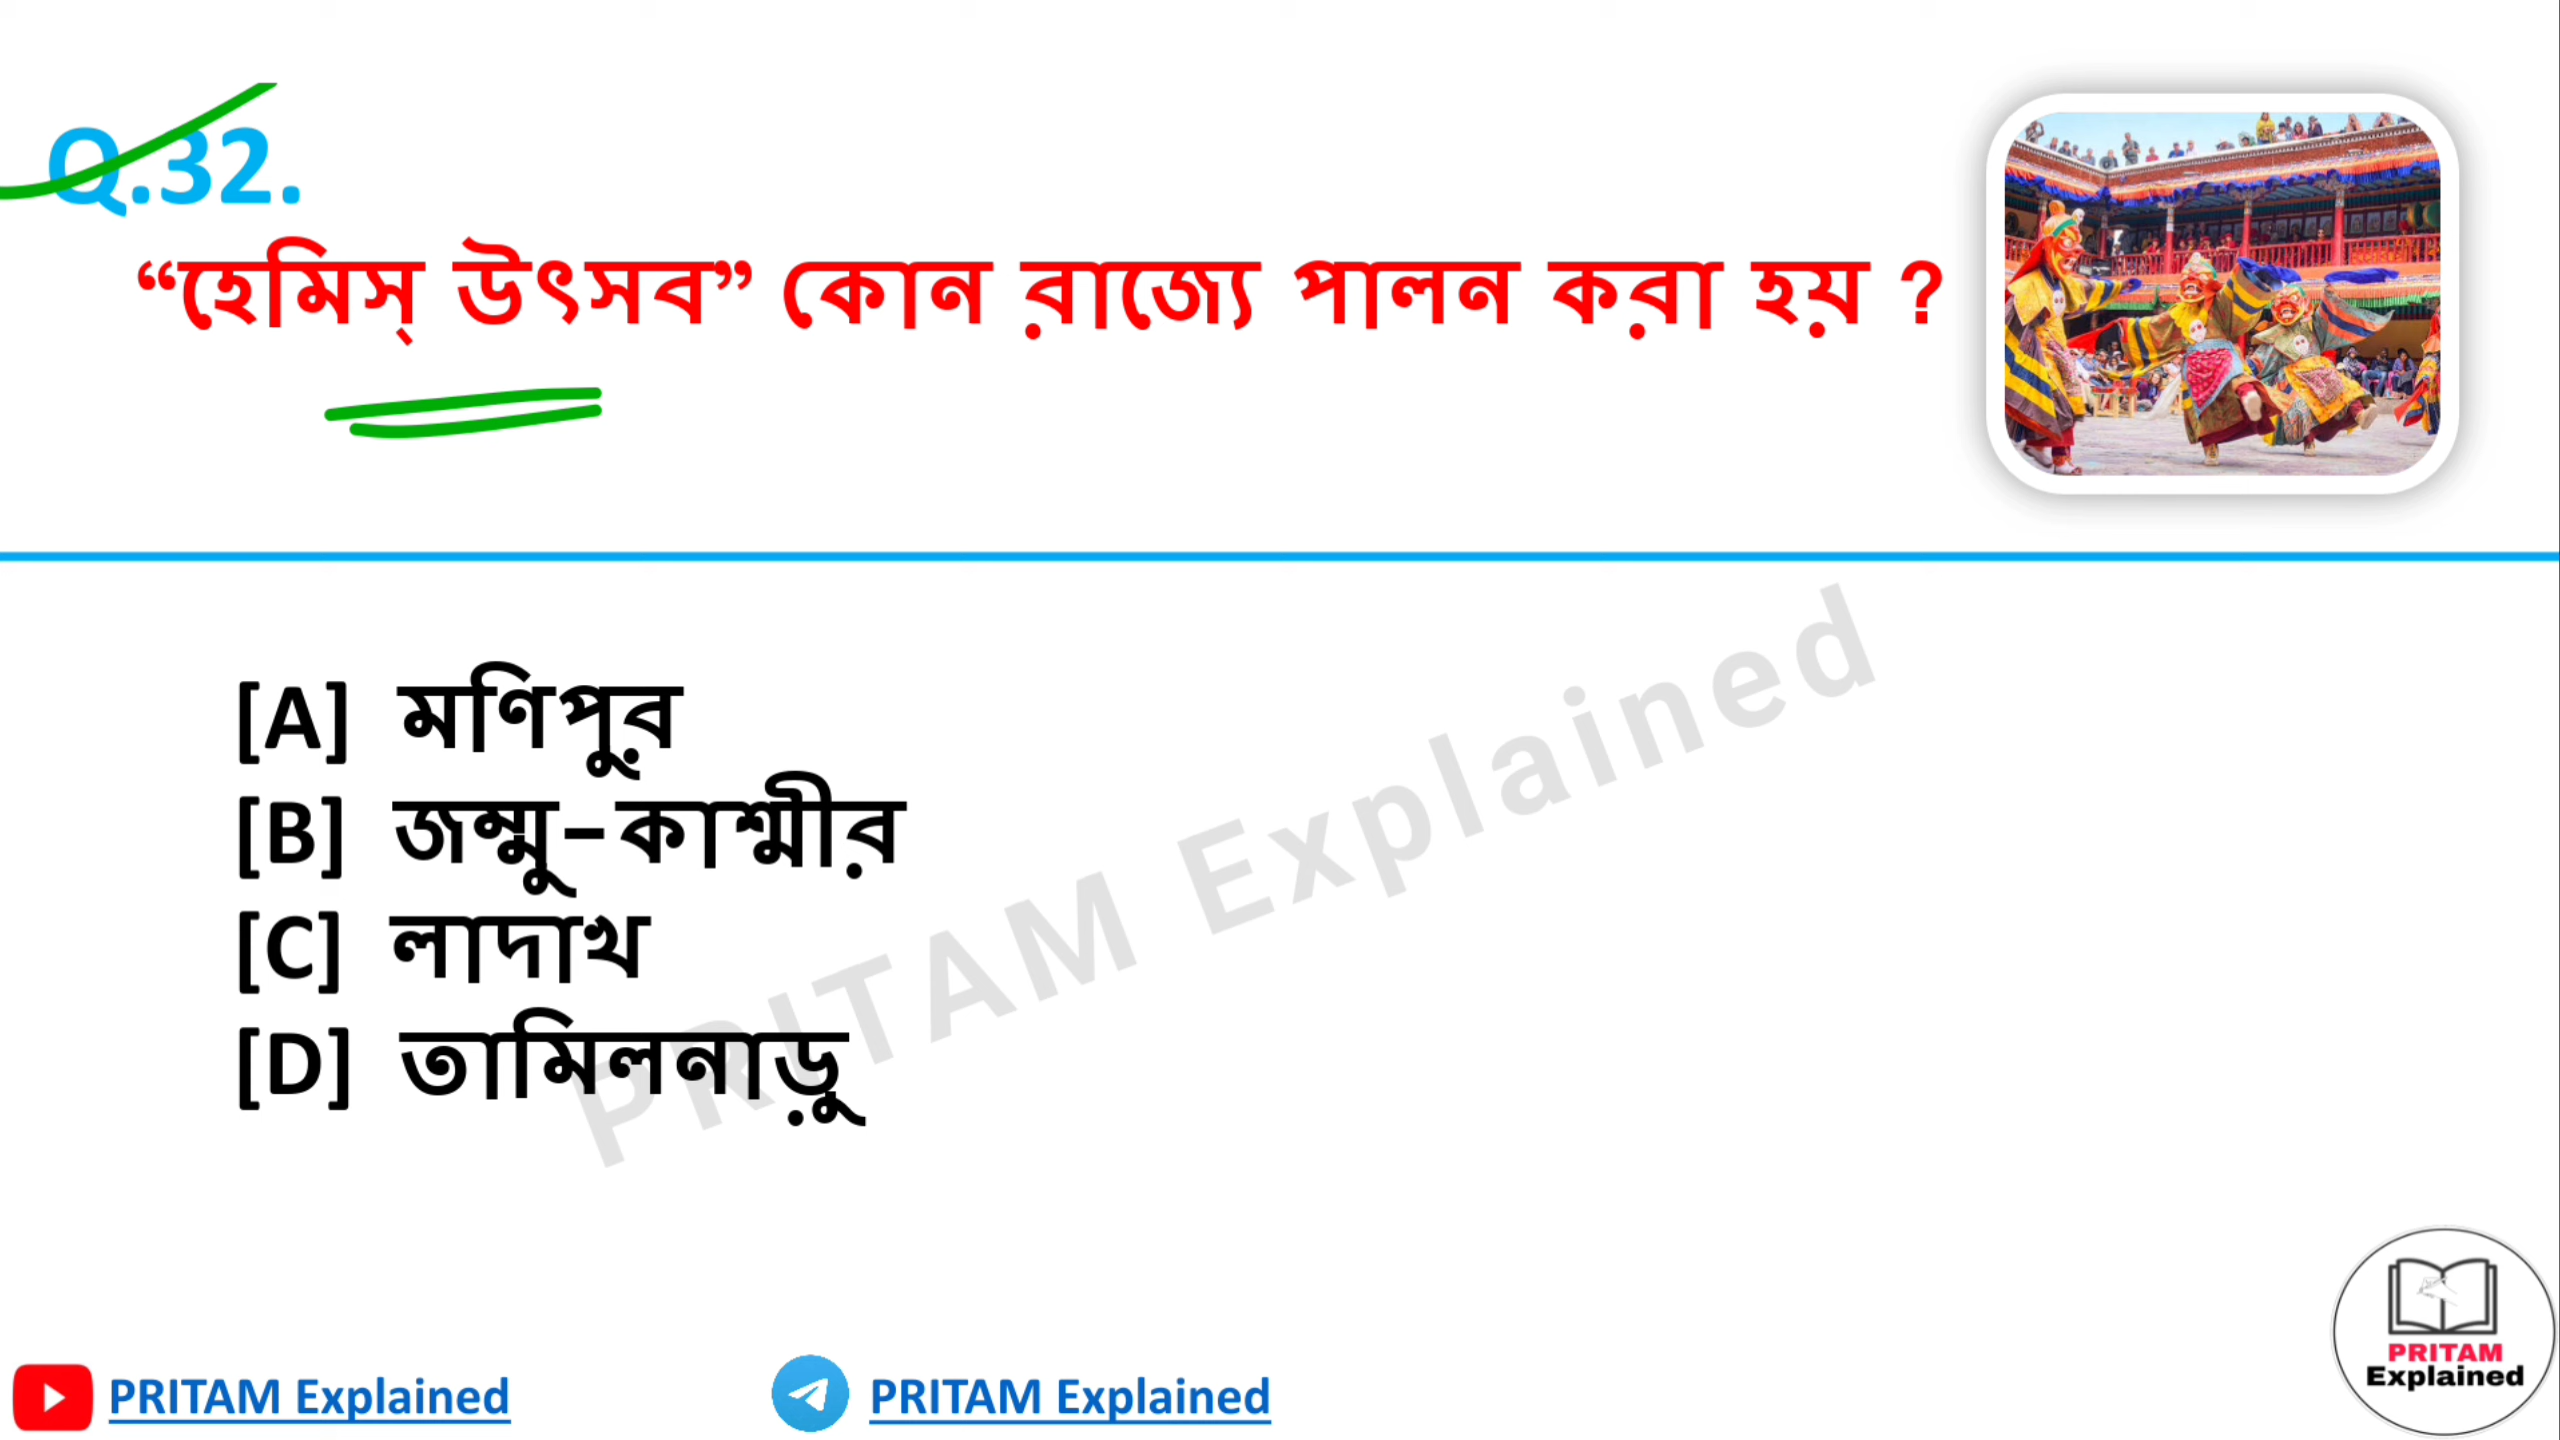 Q.32.
“হেমিস্ উৎসব” কোন রাজ্যে পালন করা হয় ?
[A] মণিপুর
[B] জম্মু-কাশ্মীর
[C] লাদাখ
[D] তামিলনাড়ু
PRITAM Explained
PRITAM Explained
PRITAM Explained
PRITAM
Explained